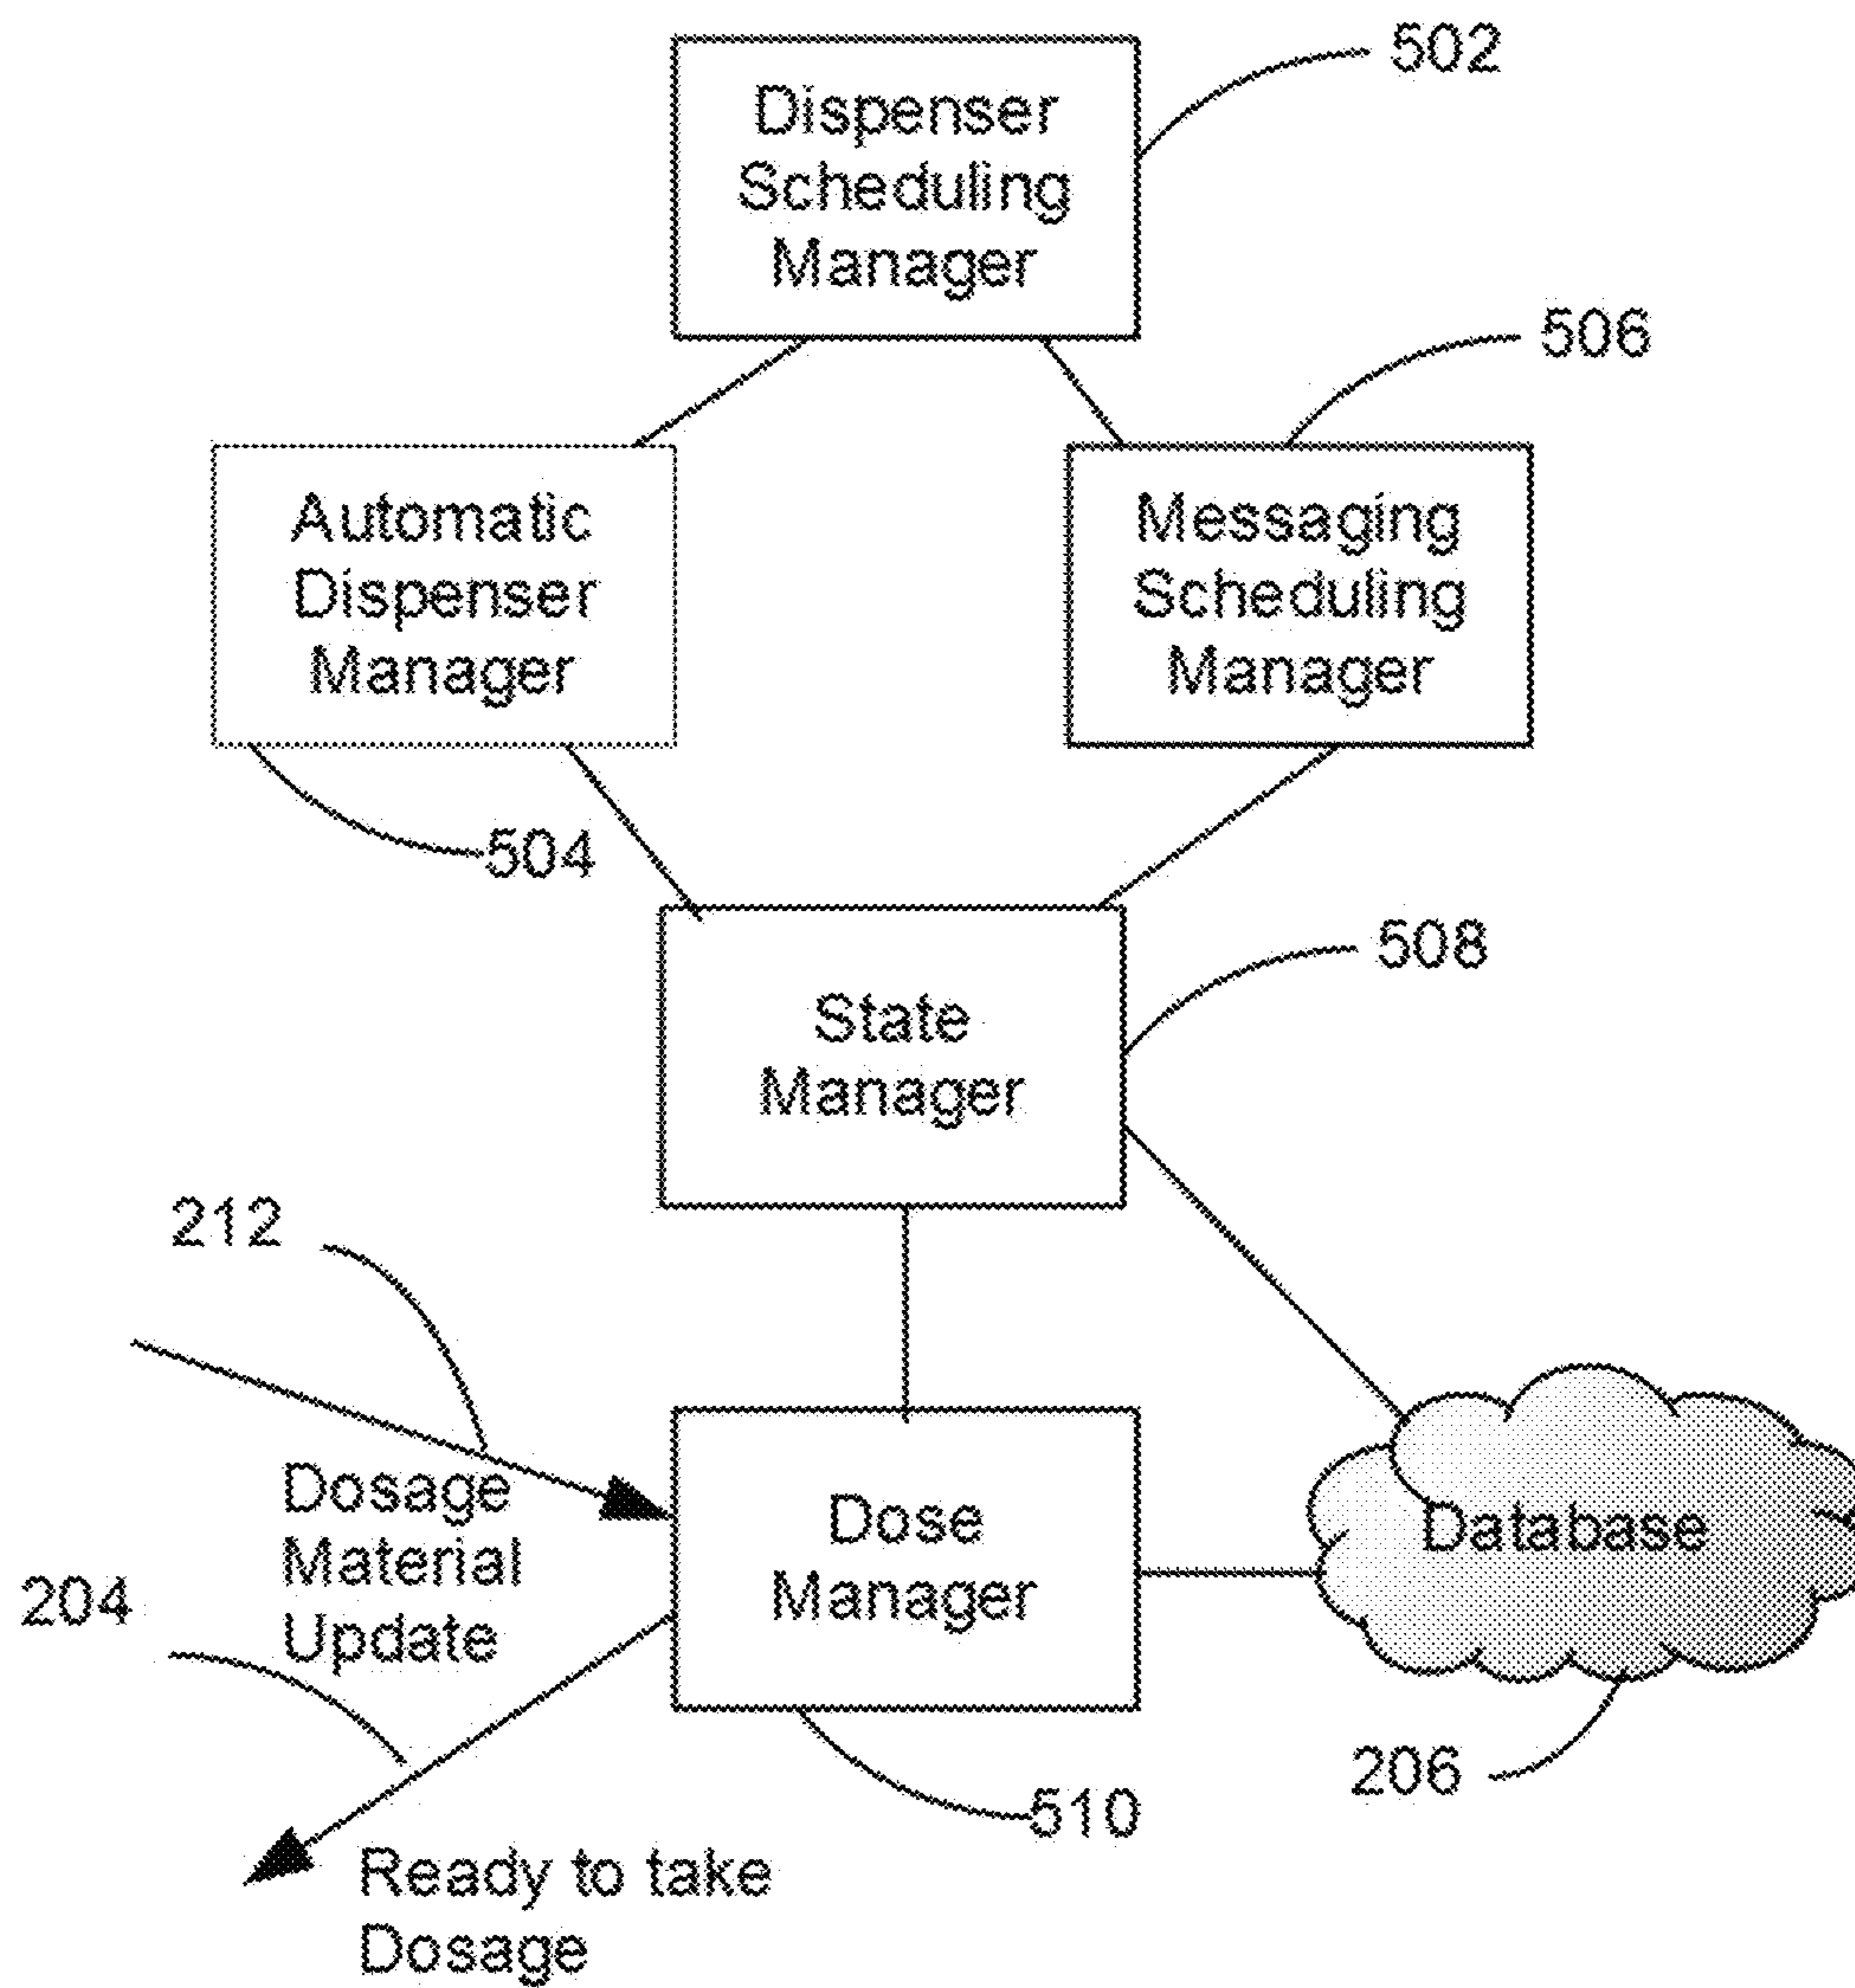 502
Dispenser
Scheduling
Manager
506
Automatic
Dispenser
Manager
Messaging
Scheduling
Manager
504
508
State
Manager
212
Dosage
Material
Update
204
Dose
Manager
Database
206
510
Ready to take
Dosage